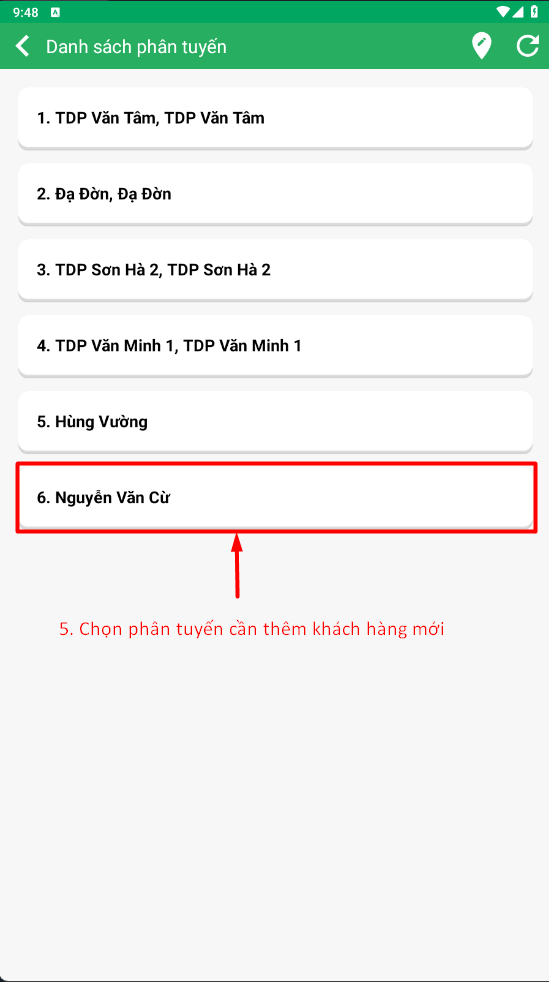 9:48
Danh sách phân tuyến
1. TDP Văn Tâm, TDP Văn Tâm
2. Đạ Đờn, Đạ Đờn
3. TDP Sơn Hà 2, TDP Sơn Hà 2
4. TDP Văn Minh 1, TDP Văn Minh 1
5. Hùng Vường
6. Nguyễn Văn Cừ
5. Chọn phân tuyến cần thêm khách hàng mới